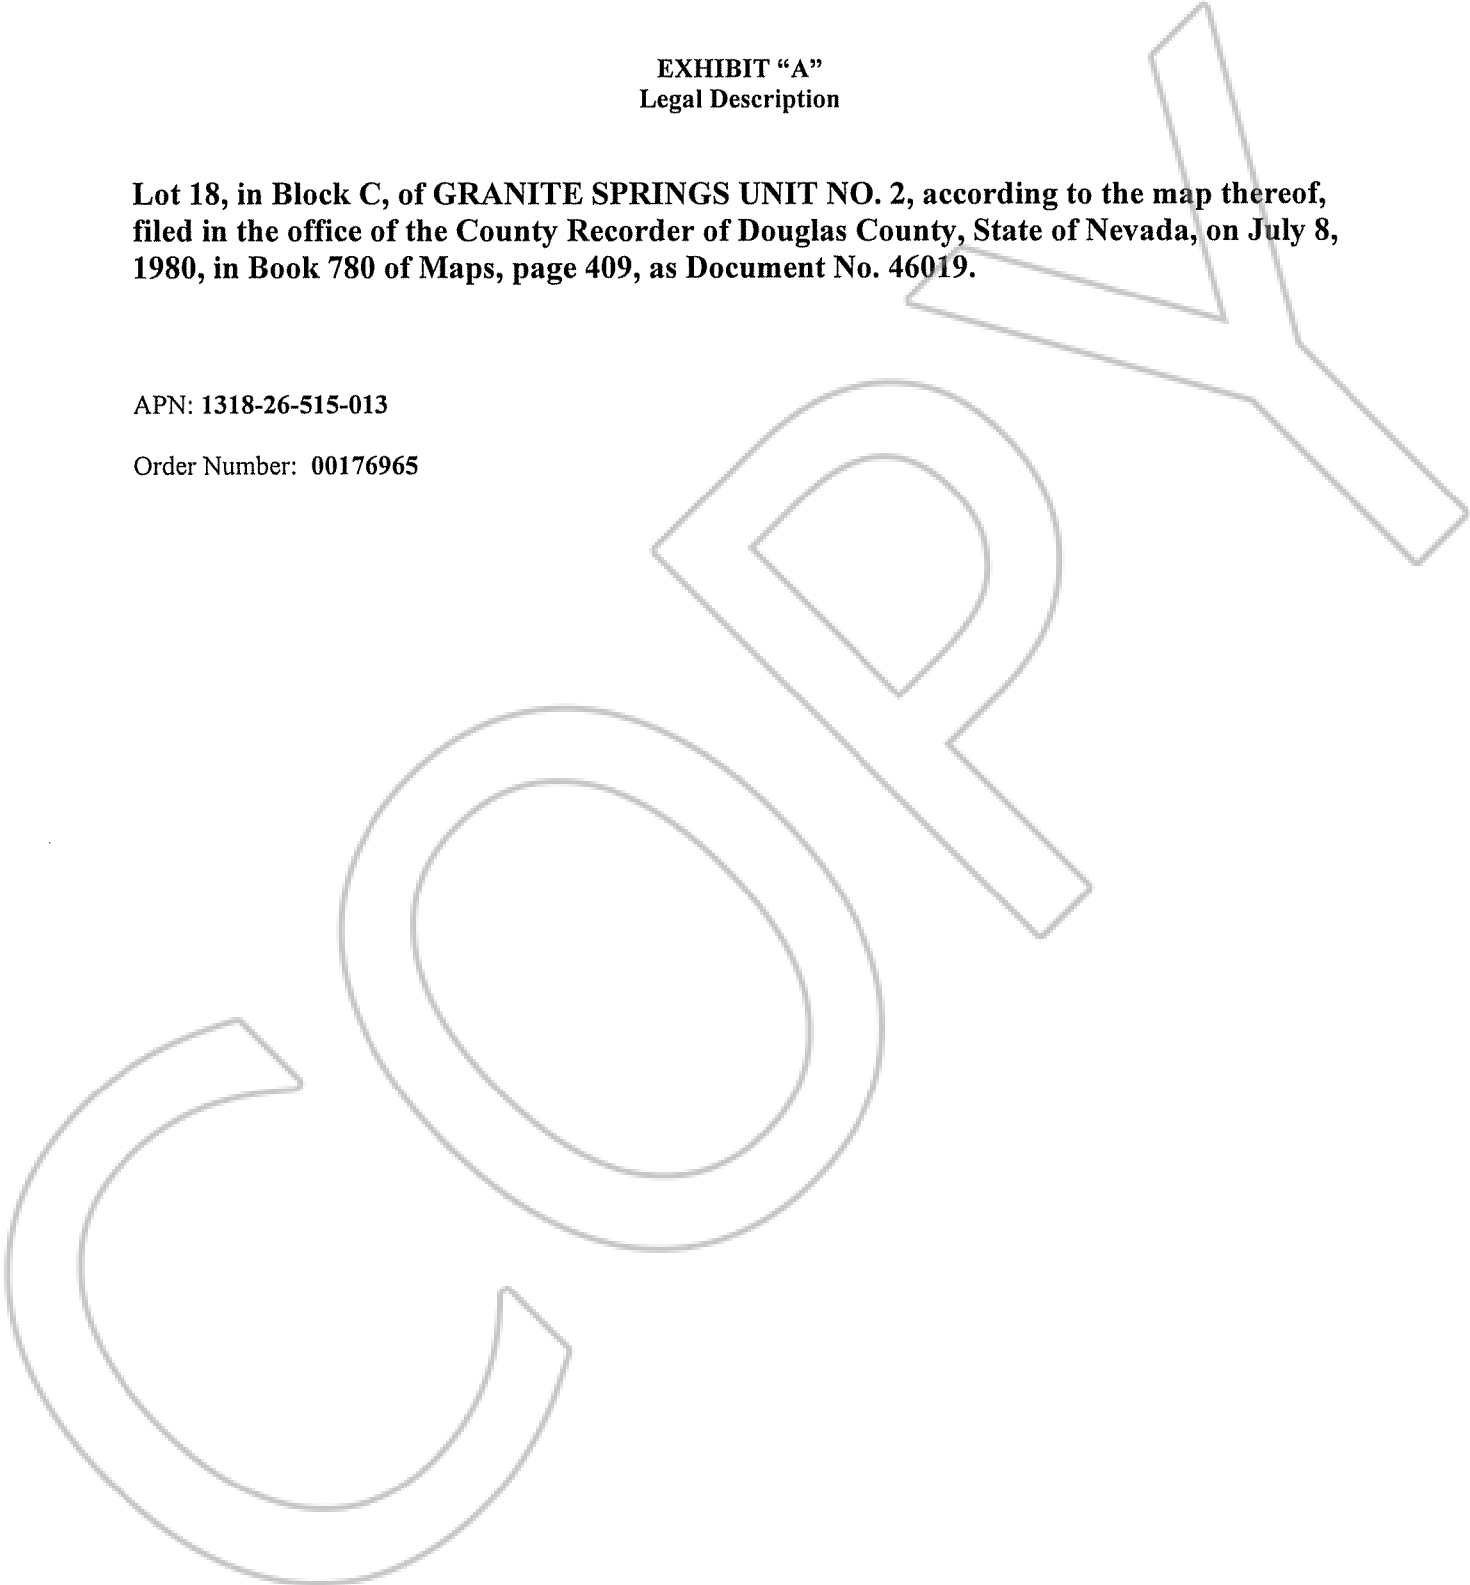 EXHIBIT “A”
Legal Description
Lot 18, in Block C, of GRANITE SPRINGS UNIT NO. 2, according to the map thereof,
filed in the office of the County Recorder of Douglas County, State of Nevada, on July 8,
1980, in Book 780 of Maps, page 409, as Document No. 46019.
APN: 1318-26-515-013
Order Number: 00176965
COPY